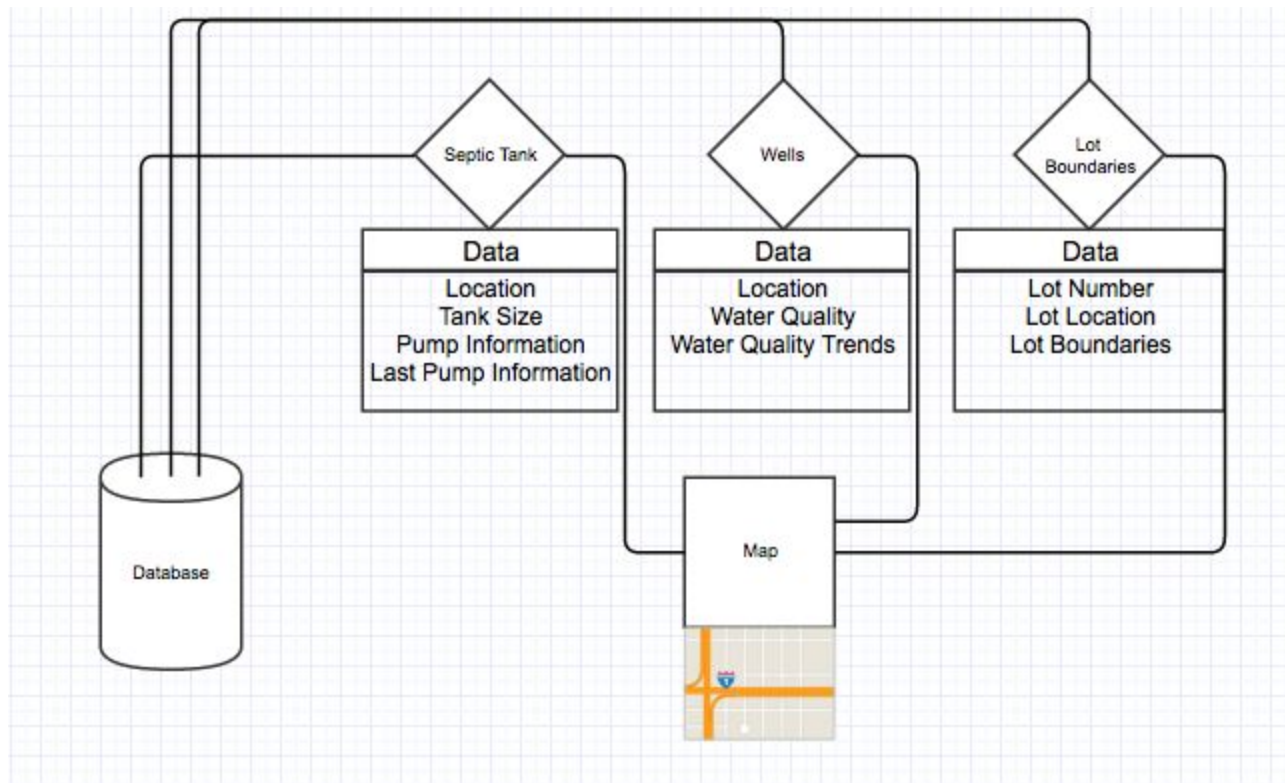 Septic Tank
Wells
Lot
Boundaries
Data
Location
Tank Size
Pump Information
Last Pump Information
Data
Location
Water Quality
Water Quality Trends
Data
Lot Number
Lot Location
Lot Boundaries
Database
Map